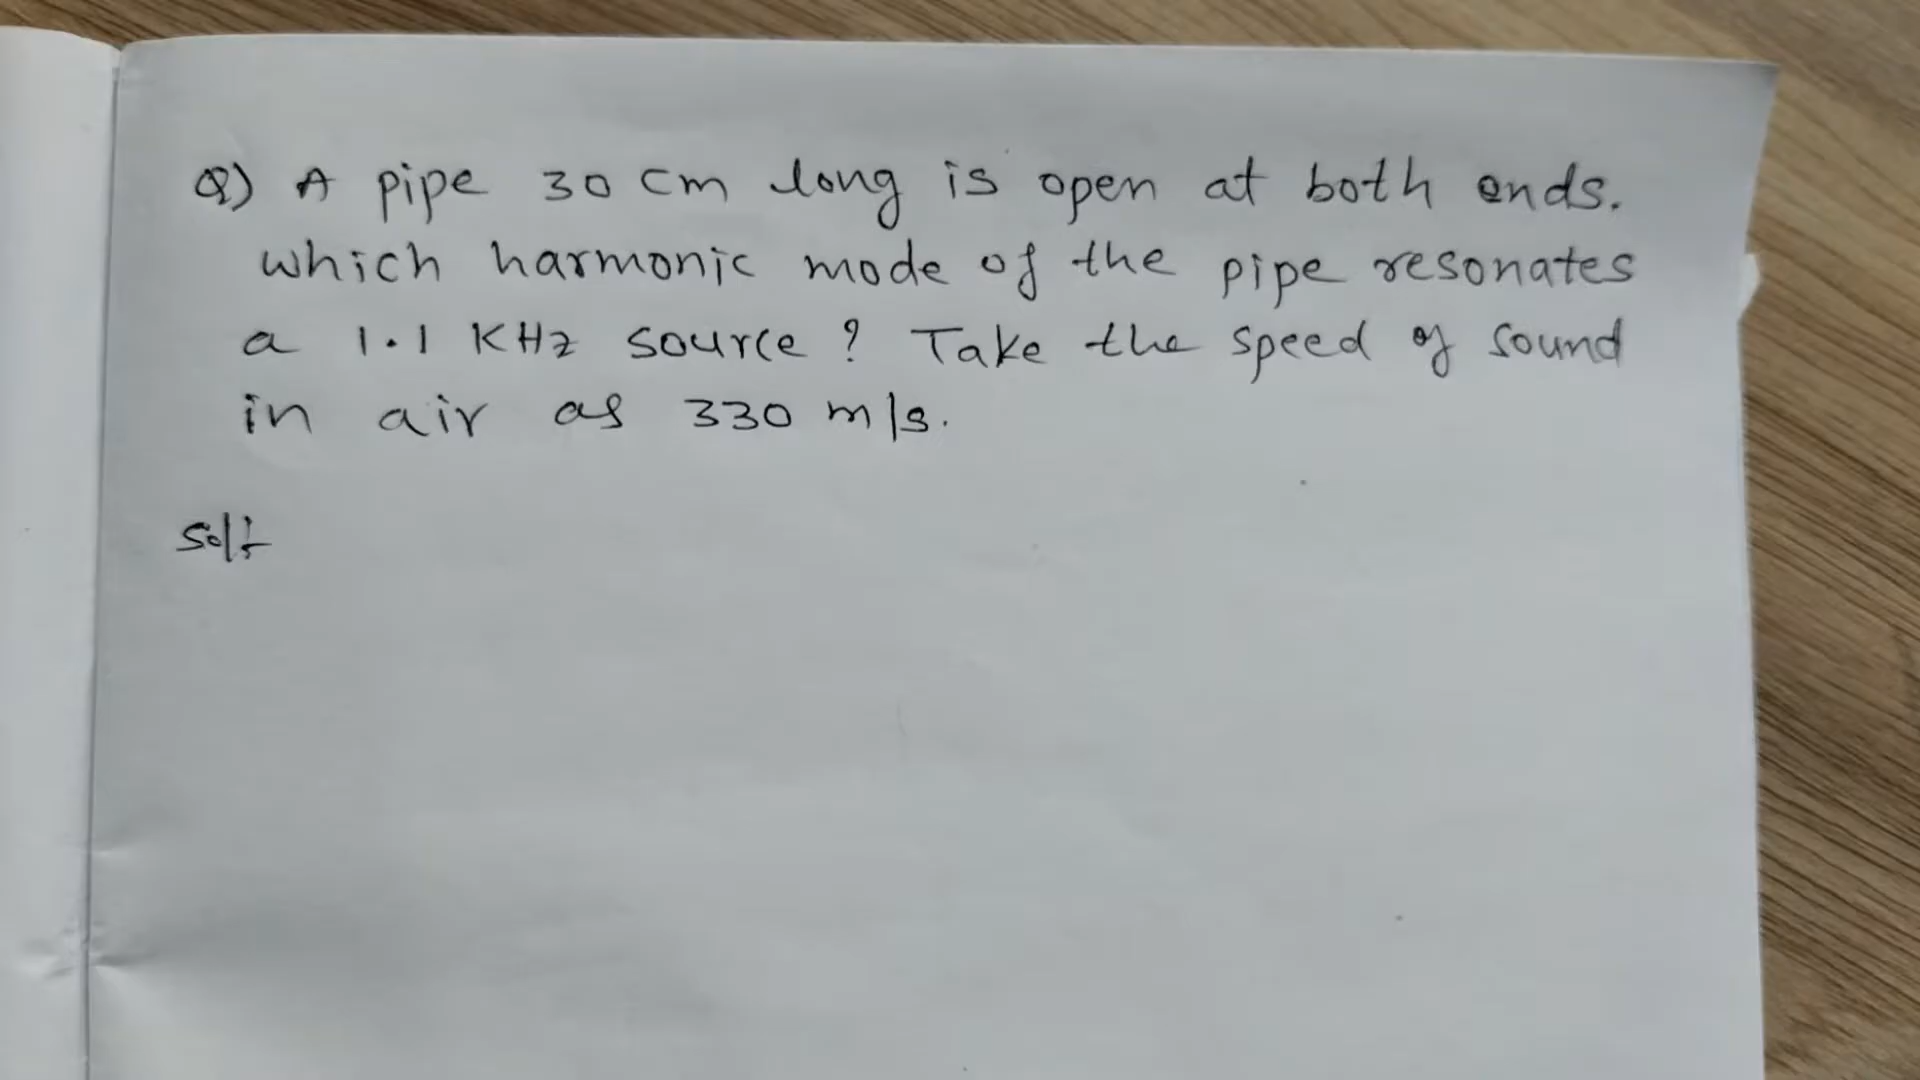 Q) A pipe 30 cm long is open at both ends.
which harmonic mode of the pipe resonates
a 1.1 KHz source ? Take the speed of sound
in air as 330 m/s.
Sol: